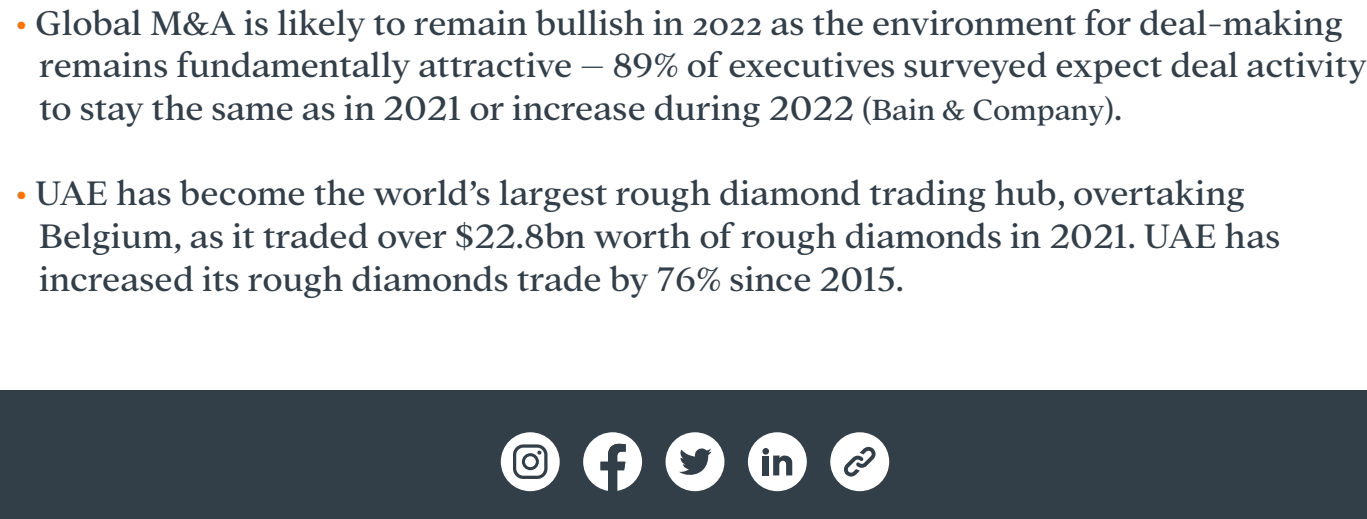 • Global M&A is likely to remain bullish in 2022 as the environment for deal-making
remains fundamentally attractive – 89% of executives surveyed expect deal activity
to stay the same as in 2021 or increase during 2022 (Bain & Company).
• UAE has become the world’s largest rough diamond trading hub, overtaking
Belgium, as it traded over $22.8bn worth of rough diamonds in 2021. UAE has
increased its rough diamonds trade by 76% since 2015.
in